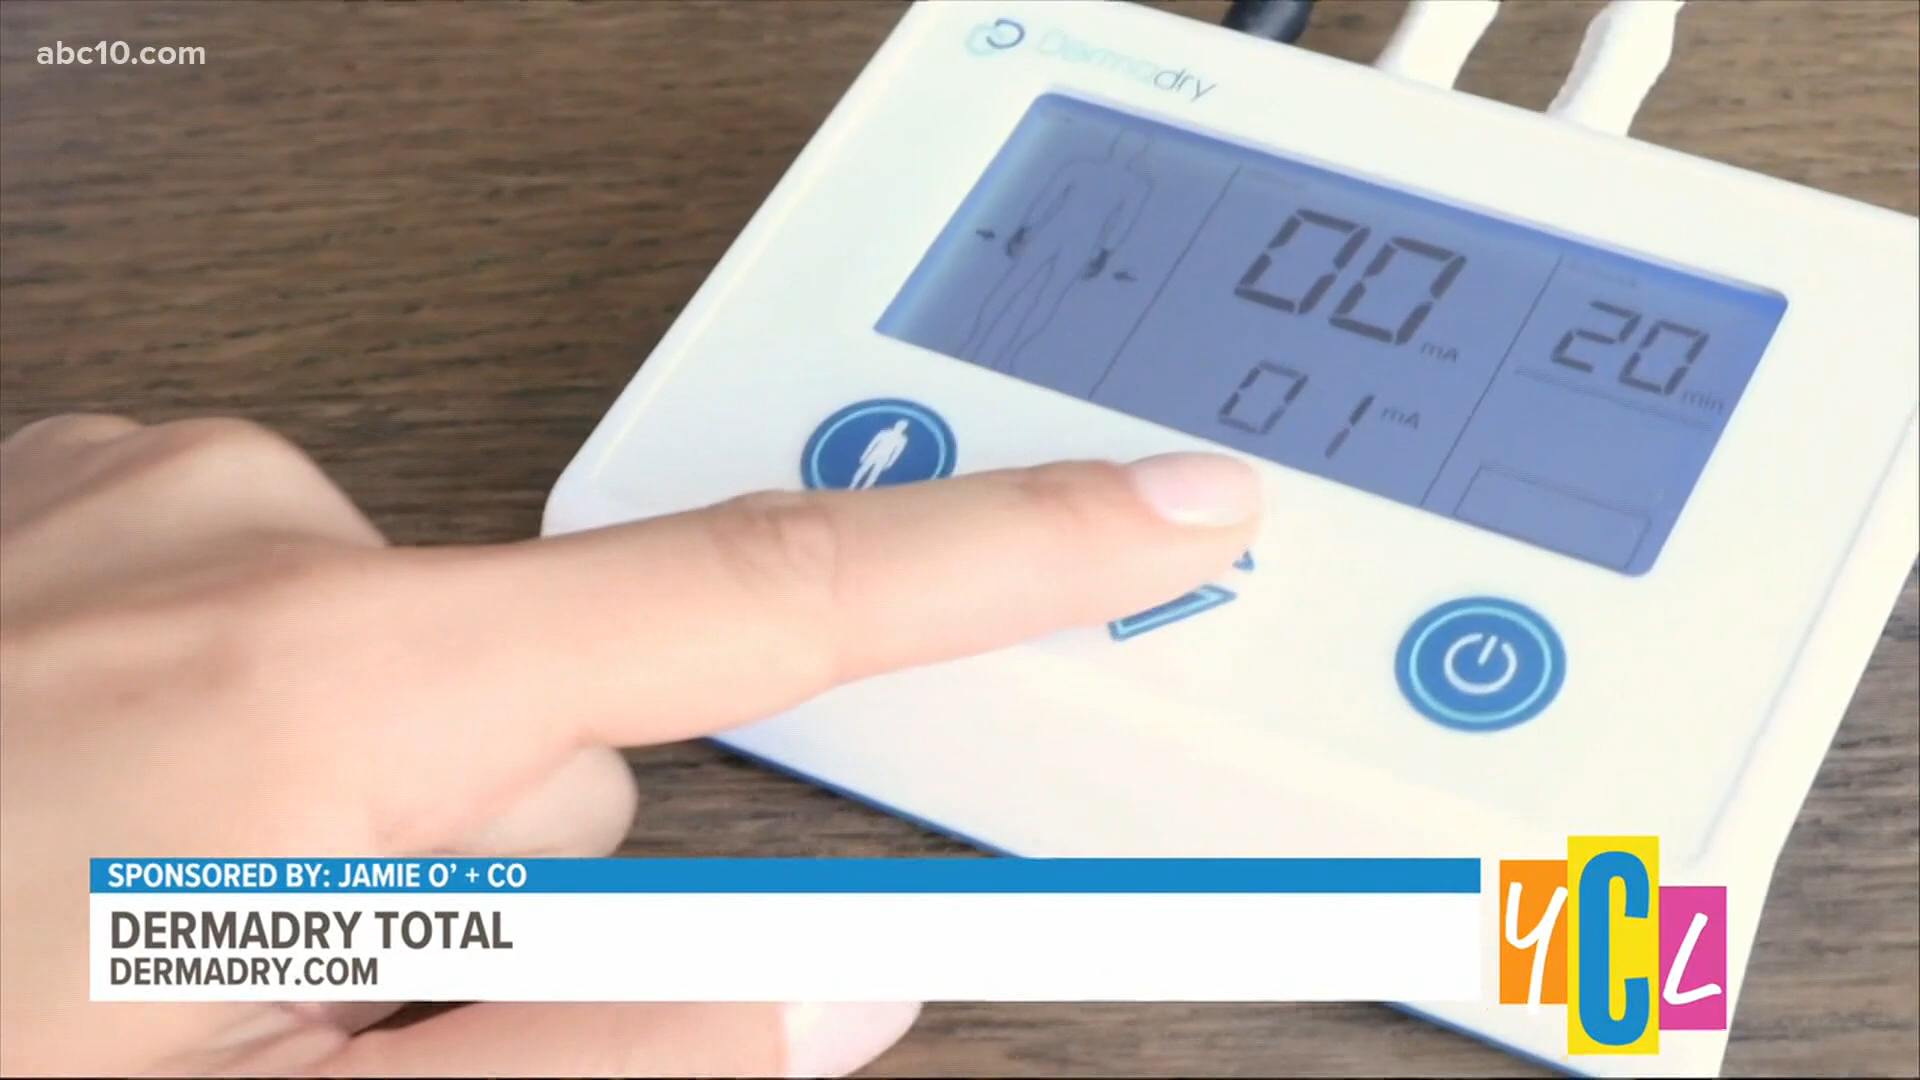 abc10.com
Dermadry
00 mA
20 min
01 mA
SPONSORED BY: JAMIE O' + CO
DERMADRY TOTAL
DERMADRY.COM
YCL